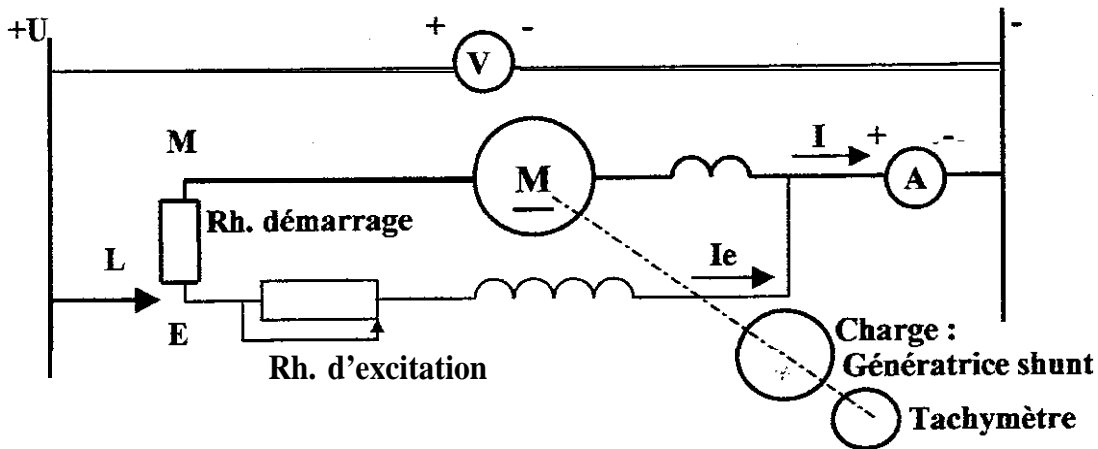 +U
+ -
-
V
M
I
+ -
M
A
Rh. démarrage
L
Ie
E
Rh. d'excitation
Charge :
Génératrice shunt
Tachymètre